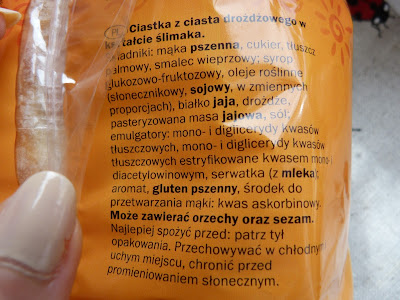 PL Ciastka z ciasta drożdżowego w
kształcie ślimaka.
Składniki: mąka pszenna, cukier, tłuszcz
palmowy, smalec wieprzowy; syrop
glukozowo-fruktozowy, oleje roślinne
(słonecznikowy, sojowy, w zmiennych
proporcjach), białko jaja, drożdże,
pasteryzowana masa jajowa, sól;
emulgatory: mono- i diglicerydy kwasów
tłuszczowych, mono- i diglicerydy kwasów
tłuszczowych estryfikowane kwasem mono-
diacetylowinowym, serwatka (z mleka)
aromat, gluten pszenny, środek do
przetwarzania mąki: kwas askorbinowy.
Może zawierać orzechy oraz sezam.
Najlepiej spożyć przed: patrz tył
opakowania. Przechowywać w chłodnym
suchym miejscu, chronić przed
promieniowaniem słonecznym.